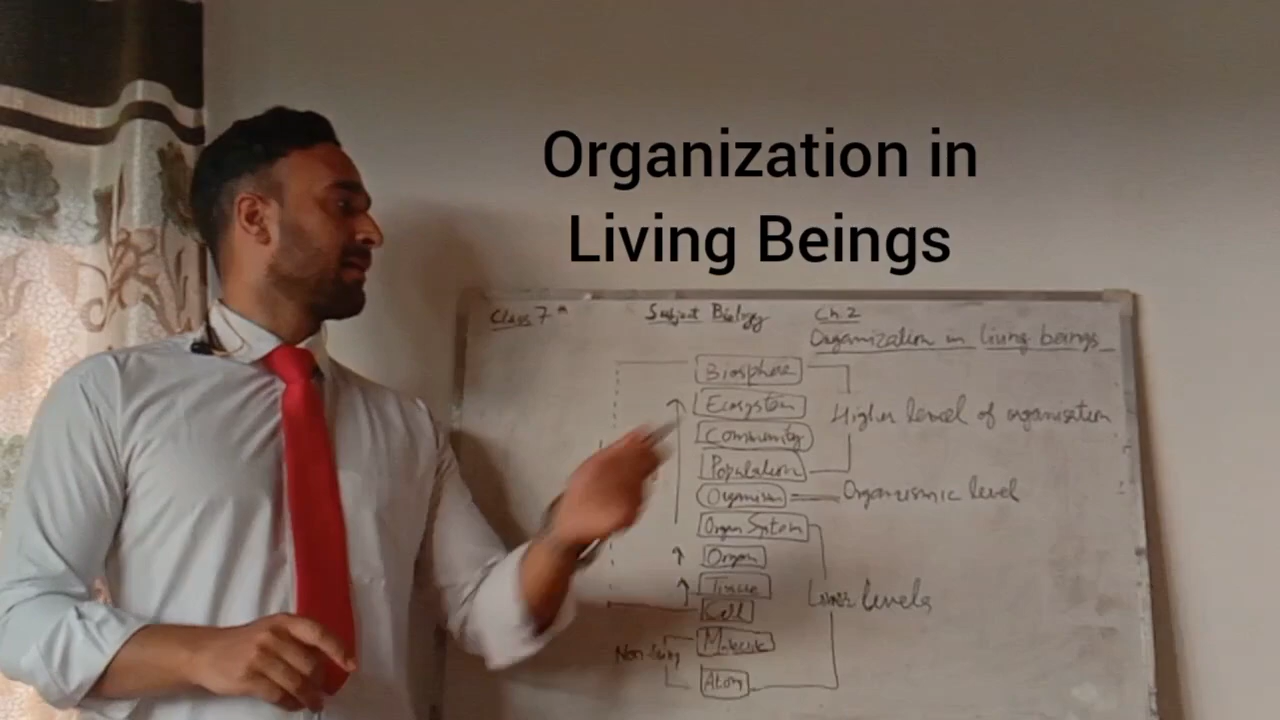 Organization in
Living Beings
Class 7th
Subject Biology
Ch. 2
Organization in living beings
Biosphere
Ecosystem
Higher level of organisation
Community
Population
Organism
Organismic level
Organ System
Organ
Tissue
Lower levels
Cell
Molecule
Non-living
Atom